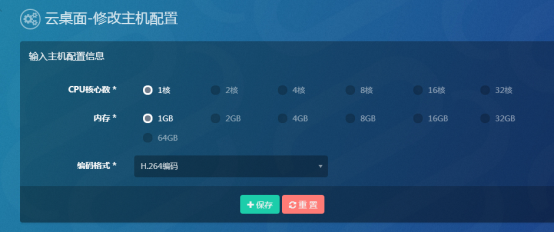 云桌面-修改主机配置
输入主机配置信息
CPU核心数 * 1核 2核 4核 8核 16核 32核
内存 * 1GB 2GB 4GB 8GB 16GB 32GB
64GB
编码格式 * H.264编码
保存 重置